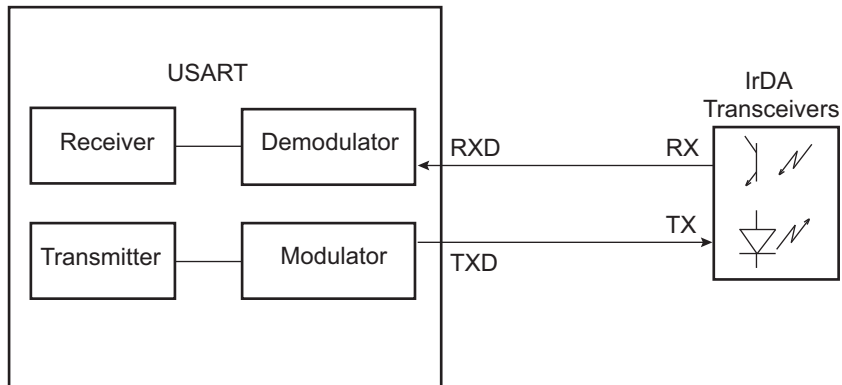 USART
IrDA
Transceivers
Receiver
Demodulator
RXD
RX
Transmitter
Modulator
TX
TXD